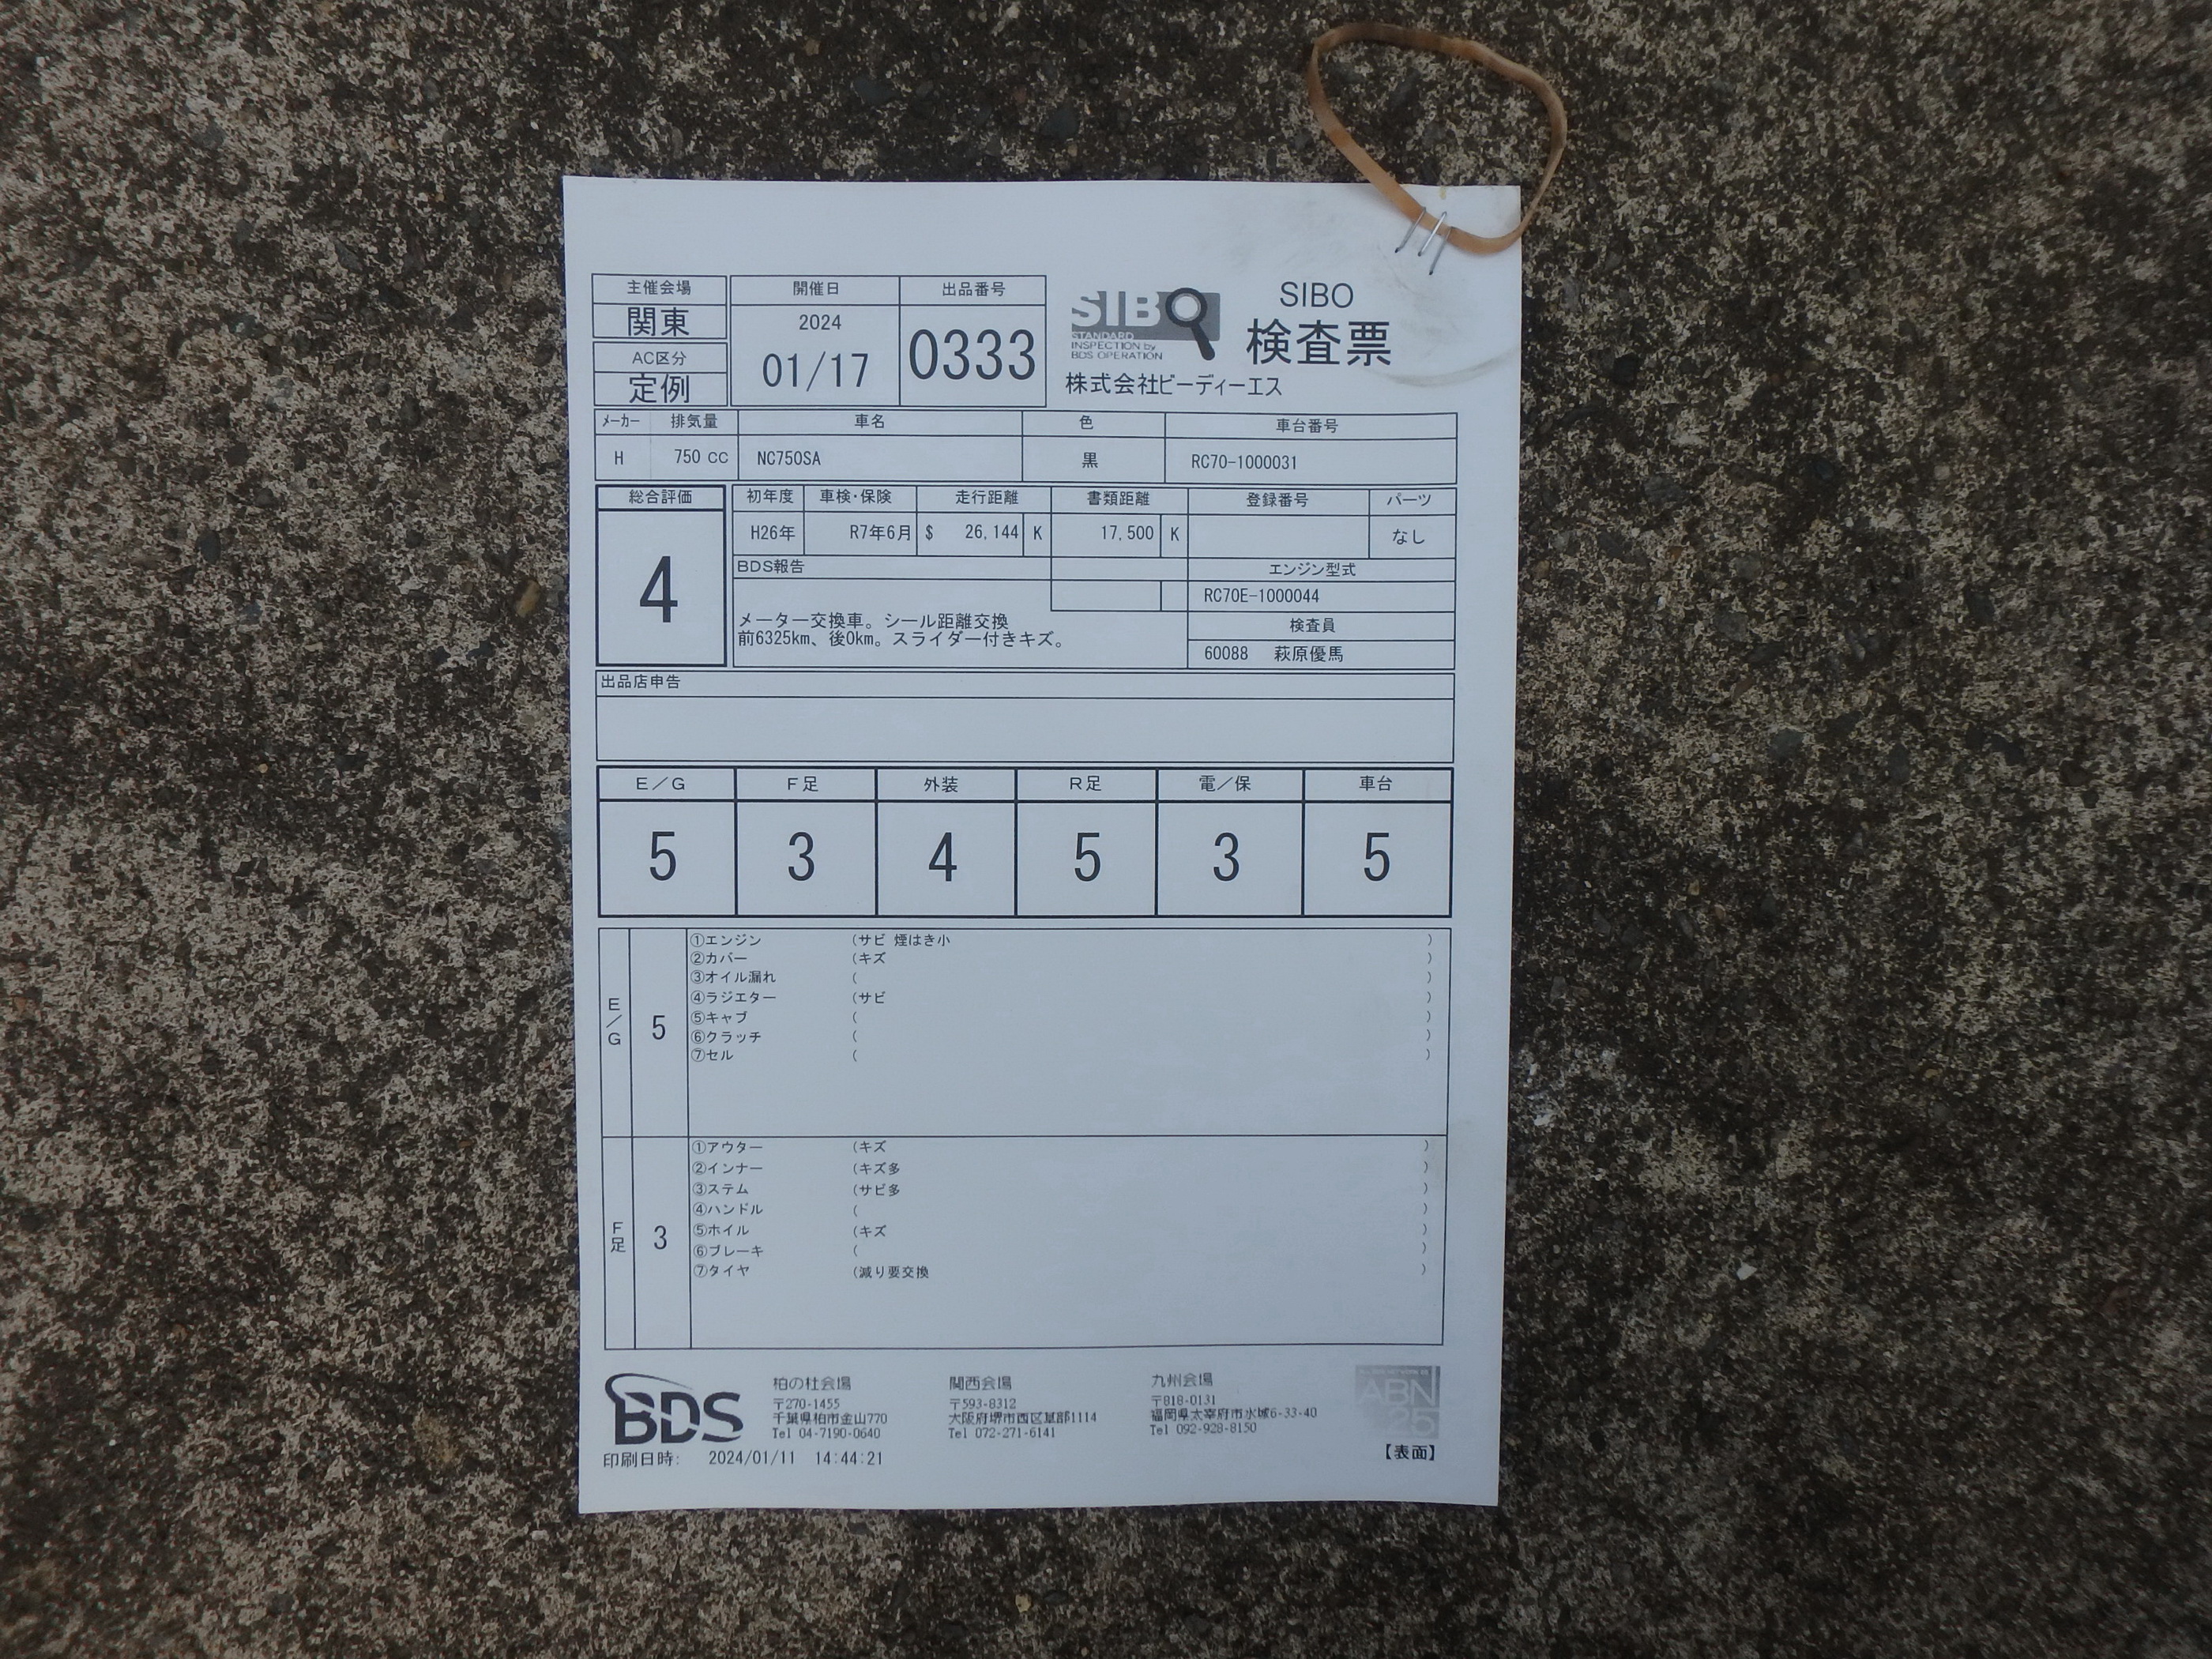 主催会場 開催日 出品番号
関東 2024 01/17 0333
AC区分
定例
SIBO
STANDARD
INSPECTION by
BDS OPERATION
SIBO
検査票
株式会社ビーディーエス
メーカー 排気量 車名 色 車台番号
H 750 CC NC750SA 黒 RC70-1000031
総合評価 初年度 車検・保険 走行距離 書類距離 登録番号 パーツ
4 H26年 R7年6月 $ 26,144 K 17,500 K なし
BDS報告 エンジン型式
RC70E-1000044
メーター交換車。シール距離交換
前6325km、後0km。スライダー付きキズ。
検査員
60088 萩原優馬
出品店申告
E/G F足 外装 R足 電/保 車台
5 3 4 5 3 5
E/G 5
①エンジン (サビ 煙はき小 )
②カバー (キズ )
③オイル漏れ ( )
④ラジエター (サビ )
⑤キャブ ( )
⑥クラッチ ( )
⑦セル ( )
F足 3
①アウター (キズ )
②インナー (キズ多 )
③ステム (サビ多 )
④ハンドル ( )
⑤ホイル (キズ )
⑥ブレーキ ( )
⑦タイヤ (減り要交換 )
BDS
柏の杜会場
〒270-1455
千葉県柏市金山770
Tel 04-7190-0640
関西会場
〒593-8312
大阪府堺市西区草部1114
Tel 072-271-6141
九州会場
〒818-0131
福岡県太宰府市水城6-33-40
Tel 092-928-8150
ABN
25
印刷日時: 2024/01/11 14:44:21
【表面】